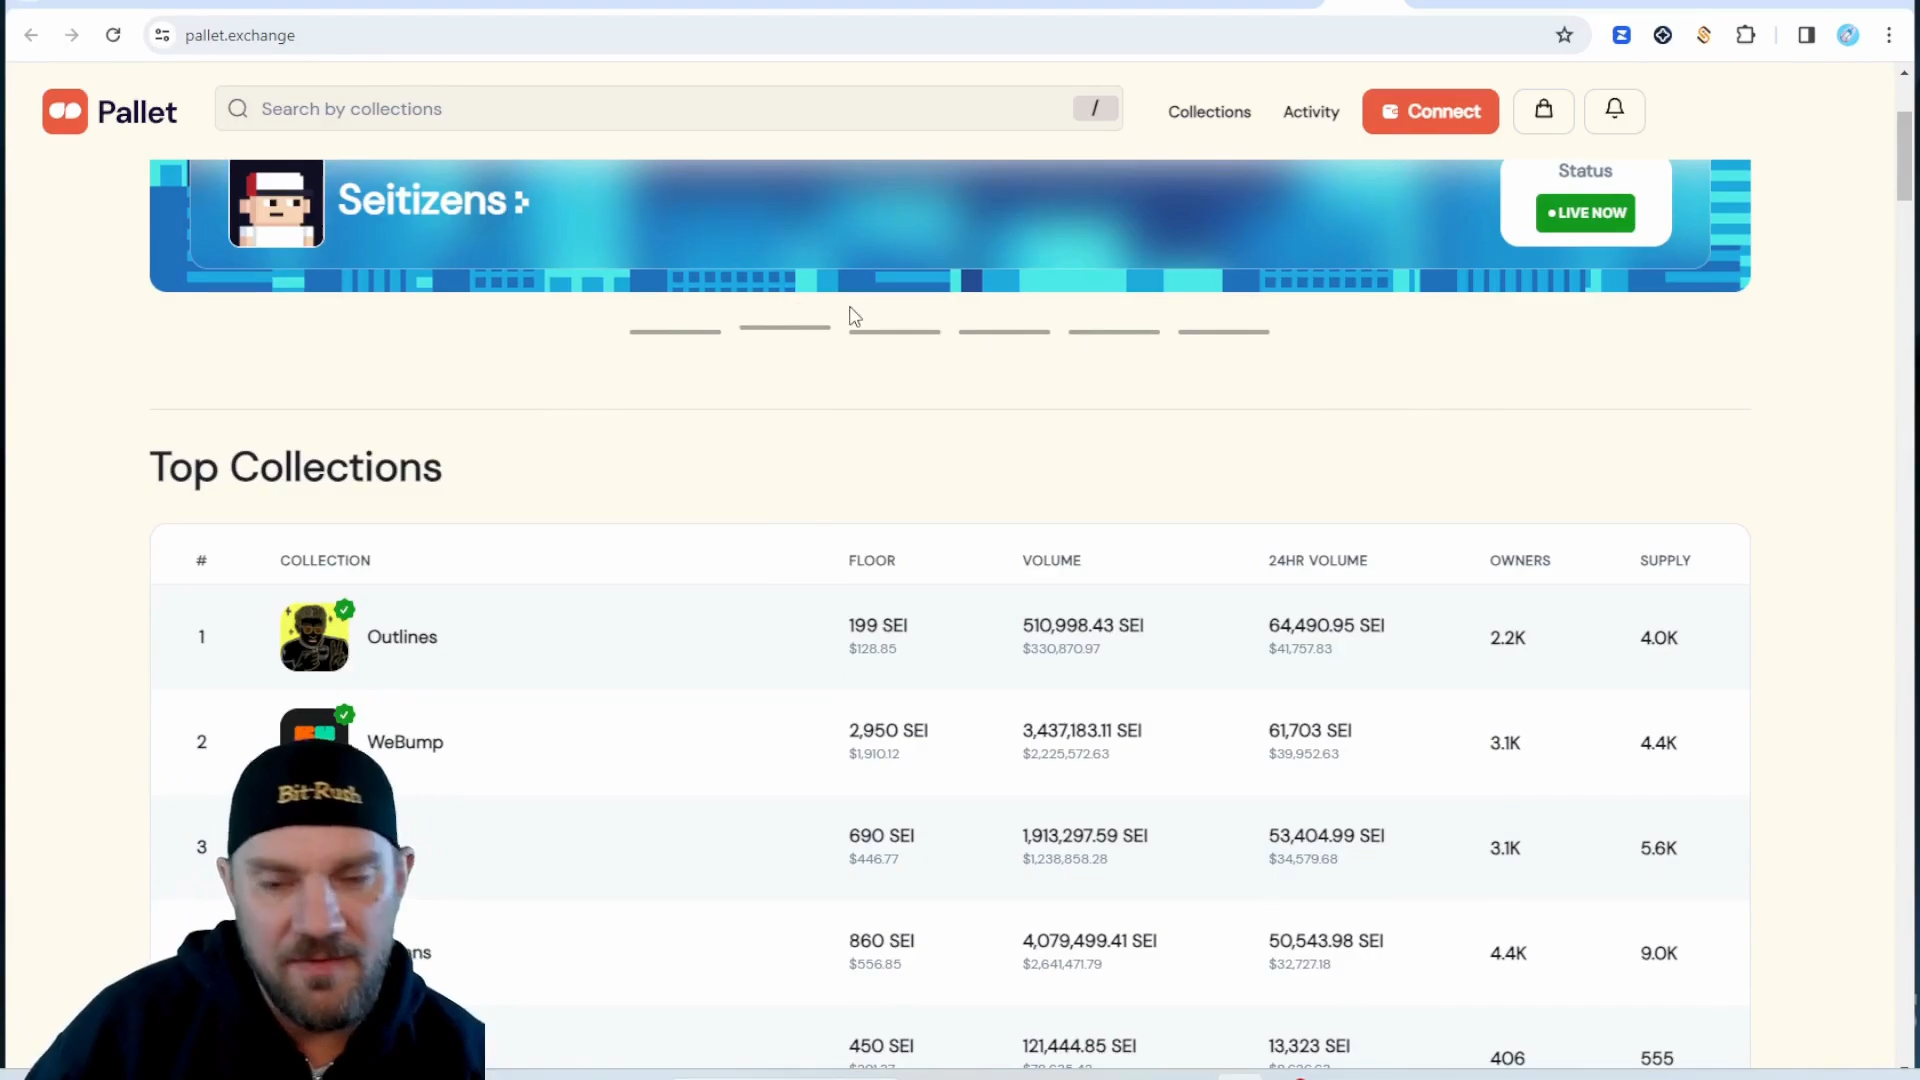 pallet.exchange
Pallet
Search by collections
/
Collections
Activity
Connect
Seitizens
Status
LIVE NOW
Top Collections
# COLLECTION FLOOR VOLUME 24HR VOLUME OWNERS SUPPLY
1 Outlines 199 SEI 510,998.43 SEI 64,490.95 SEI 2.2K 4.0K
$128.85 $330,870.97 $41,757.83
2 WeBump 2,950 SEI 3,437,183.11 SEI 61,703 SEI 3.1K 4.4K
$1,910.12 $2,225,572.63 $39,952.63
3 690 SEI 1,913,297.59 SEI 53,404.99 SEI 3.1K 5.6K
$446.77 $1,238,858.28 $34,579.68
ns 860 SEI 4,079,499.41 SEI 50,543.98 SEI 4.4K 9.0K
$556.85 $2,641,471.79 $32,727.18
450 SEI 121,444.85 SEI 13,323 SEI 406 555
Bit-Rush